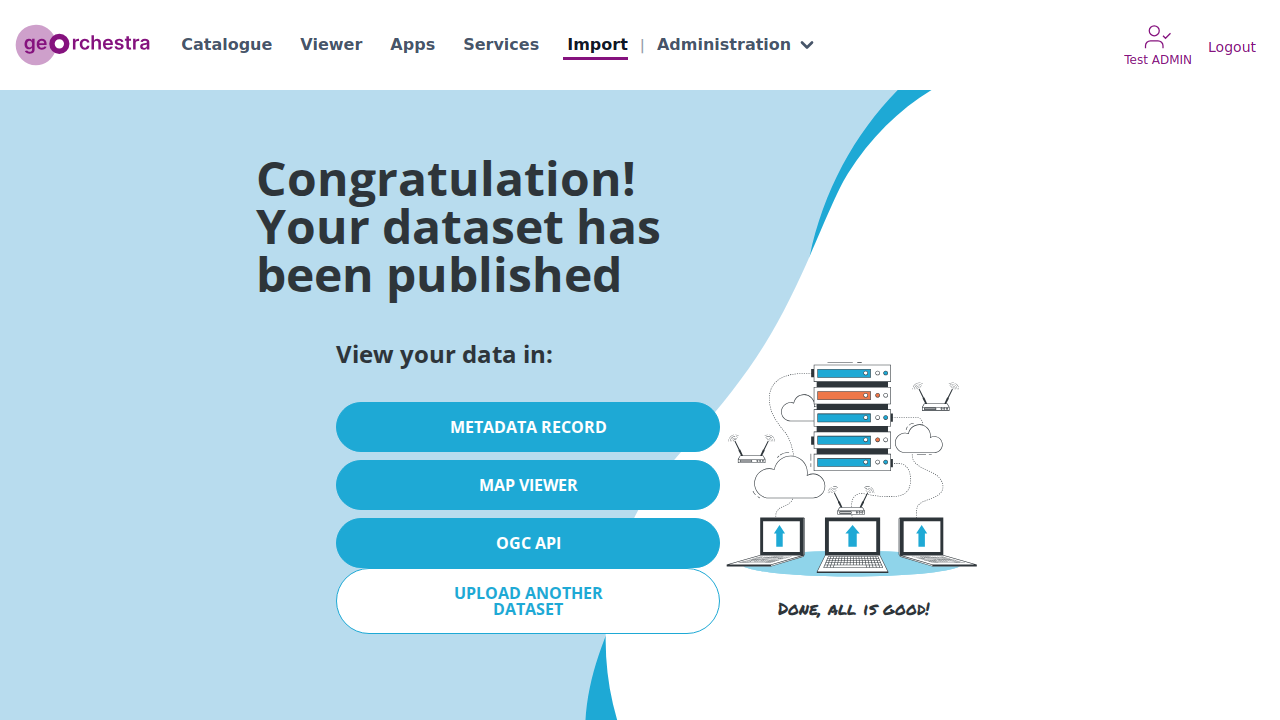 geOrchestra
Catalogue
Viewer
Apps
Services
Import
|
Administration
Test ADMIN
Logout
Congratulation!
Your dataset has
been published
View your data in:
METADATA RECORD
MAP VIEWER
OGC API
UPLOAD ANOTHER
DATASET
Done, all is good!